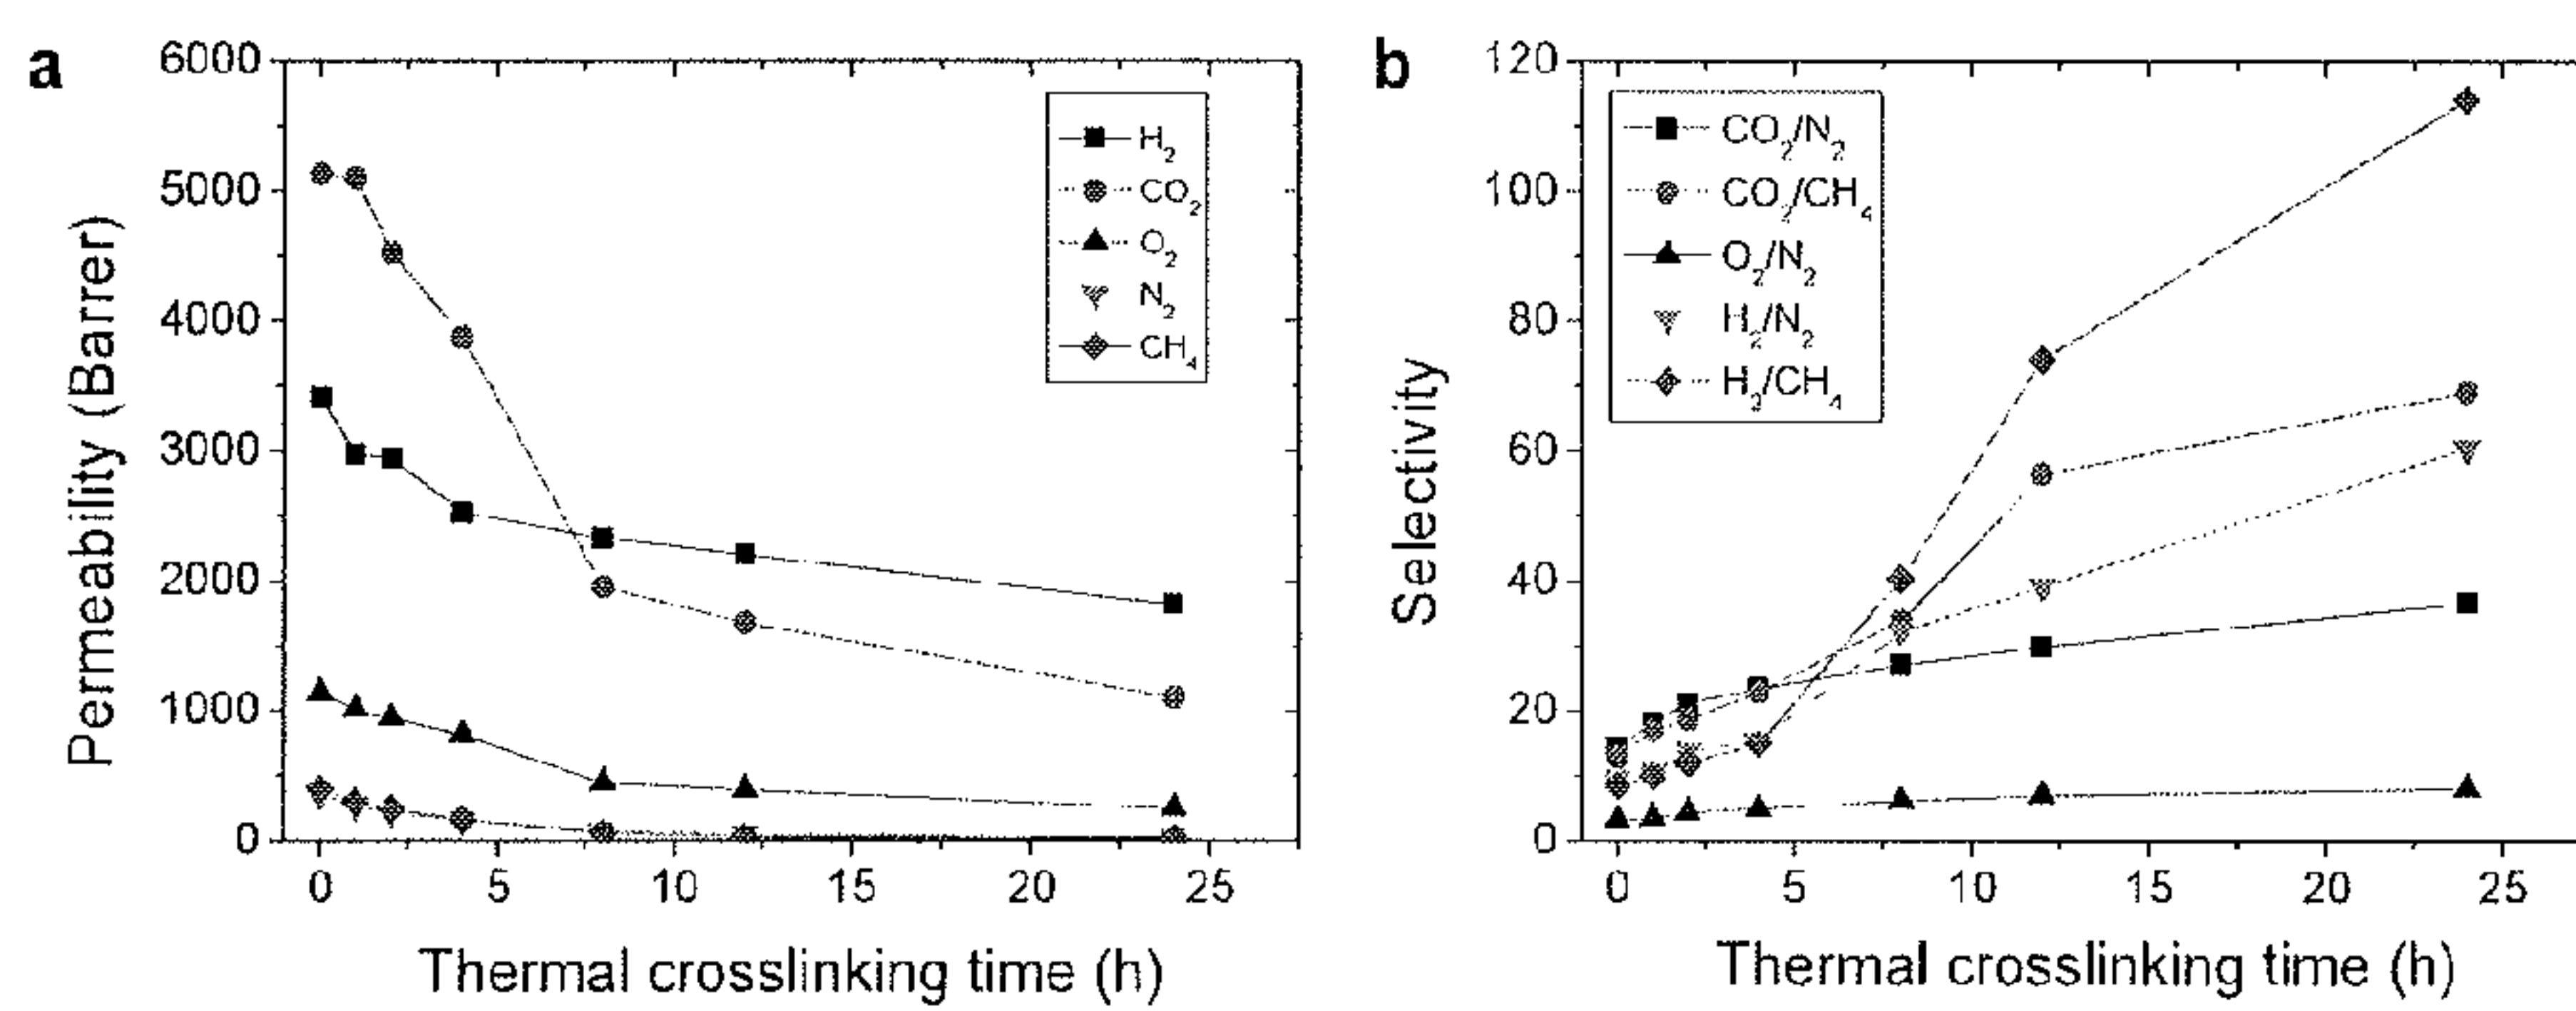 a
6000
5000
4000
3000
2000
1000
0
Permeability (Barrer)
H2
CO2
O2
N2
CH4
0 5 10 15 20 25
Thermal crosslinking time (h)
b
120
100
80
60
40
20
0
Selectivity
CO2/N2
CO2/CH4
O2/N2
H2/N2
H2/CH4
0 5 10 15 20 25
Thermal crosslinking time (h)